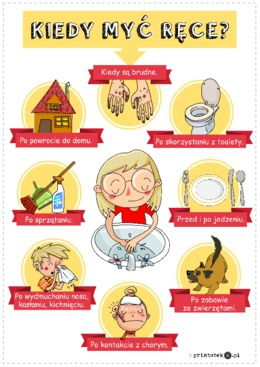 KIEDY MYĆ RĘCE?
Kiedy są brudne.
Po powrocie do domu.
Po skorzystaniu z toalety.
Po sprzątaniu.
Przed i po jedzeniu.
Po wydmuchaniu nosa,
kasłaniu, kichnięciu.
Po zabawie
ze zwierzętami.
Po kontakcie z chorym.
© printotek a.pl